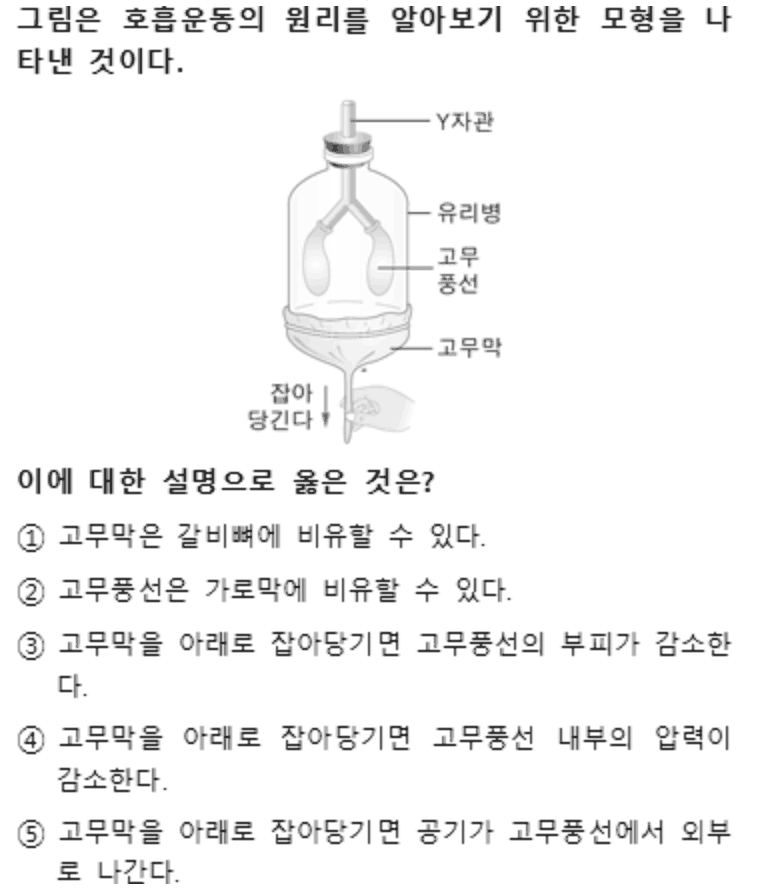 그림은 호흡운동의 원리를 알아보기 위한 모형을 나
타낸 것이다.
Y자관
유리병
고무
풍선
고무막
잡아
당긴다
이에 대한 설명으로 옳은 것은?
① 고무막은 갈비뼈에 비유할 수 있다.
② 고무풍선은 가로막에 비유할 수 있다.
③ 고무막을 아래로 잡아당기면 고무풍선의 부피가 감소한
다.
④ 고무막을 아래로 잡아당기면 고무풍선 내부의 압력이
감소한다.
⑤ 고무막을 아래로 잡아당기면 공기가 고무풍선에서 외부
로 나간다.